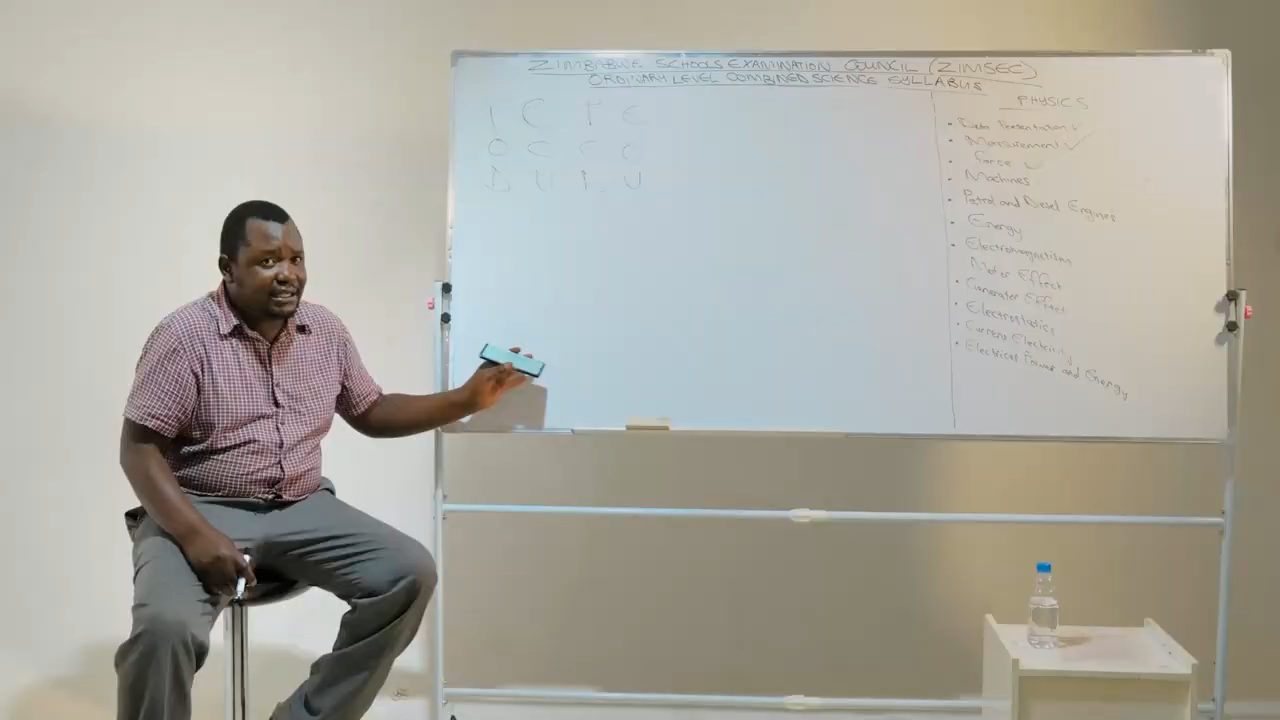 ZIMBABWE SCHOOLS EXAMINATION COUNCIL (ZIMSEC)
ORDINARY LEVEL COMBINED SCIENCE SYLLABUS
I C F E
O C C O
D U U
PHYSICS
• Data Presentation ✓
• Measurement ✓
• Force ✓
• Machines
• Petrol and Diesel Engines
• Energy
• Electromagnetism
Motor Effect
• Generator Effect
• Electrostatics
• Current Electricity
• Electrical Power and Energy